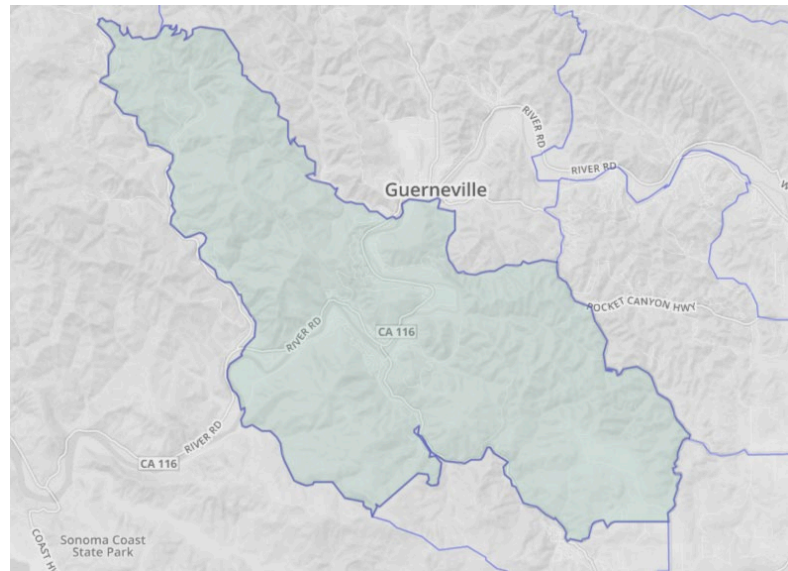 RIVER RD
RIVER RD
Guerneville
POCKET CANYON HWY
CA 116
RIVER RD
RIVER RD
CA 116
Sonoma Coast
State Park